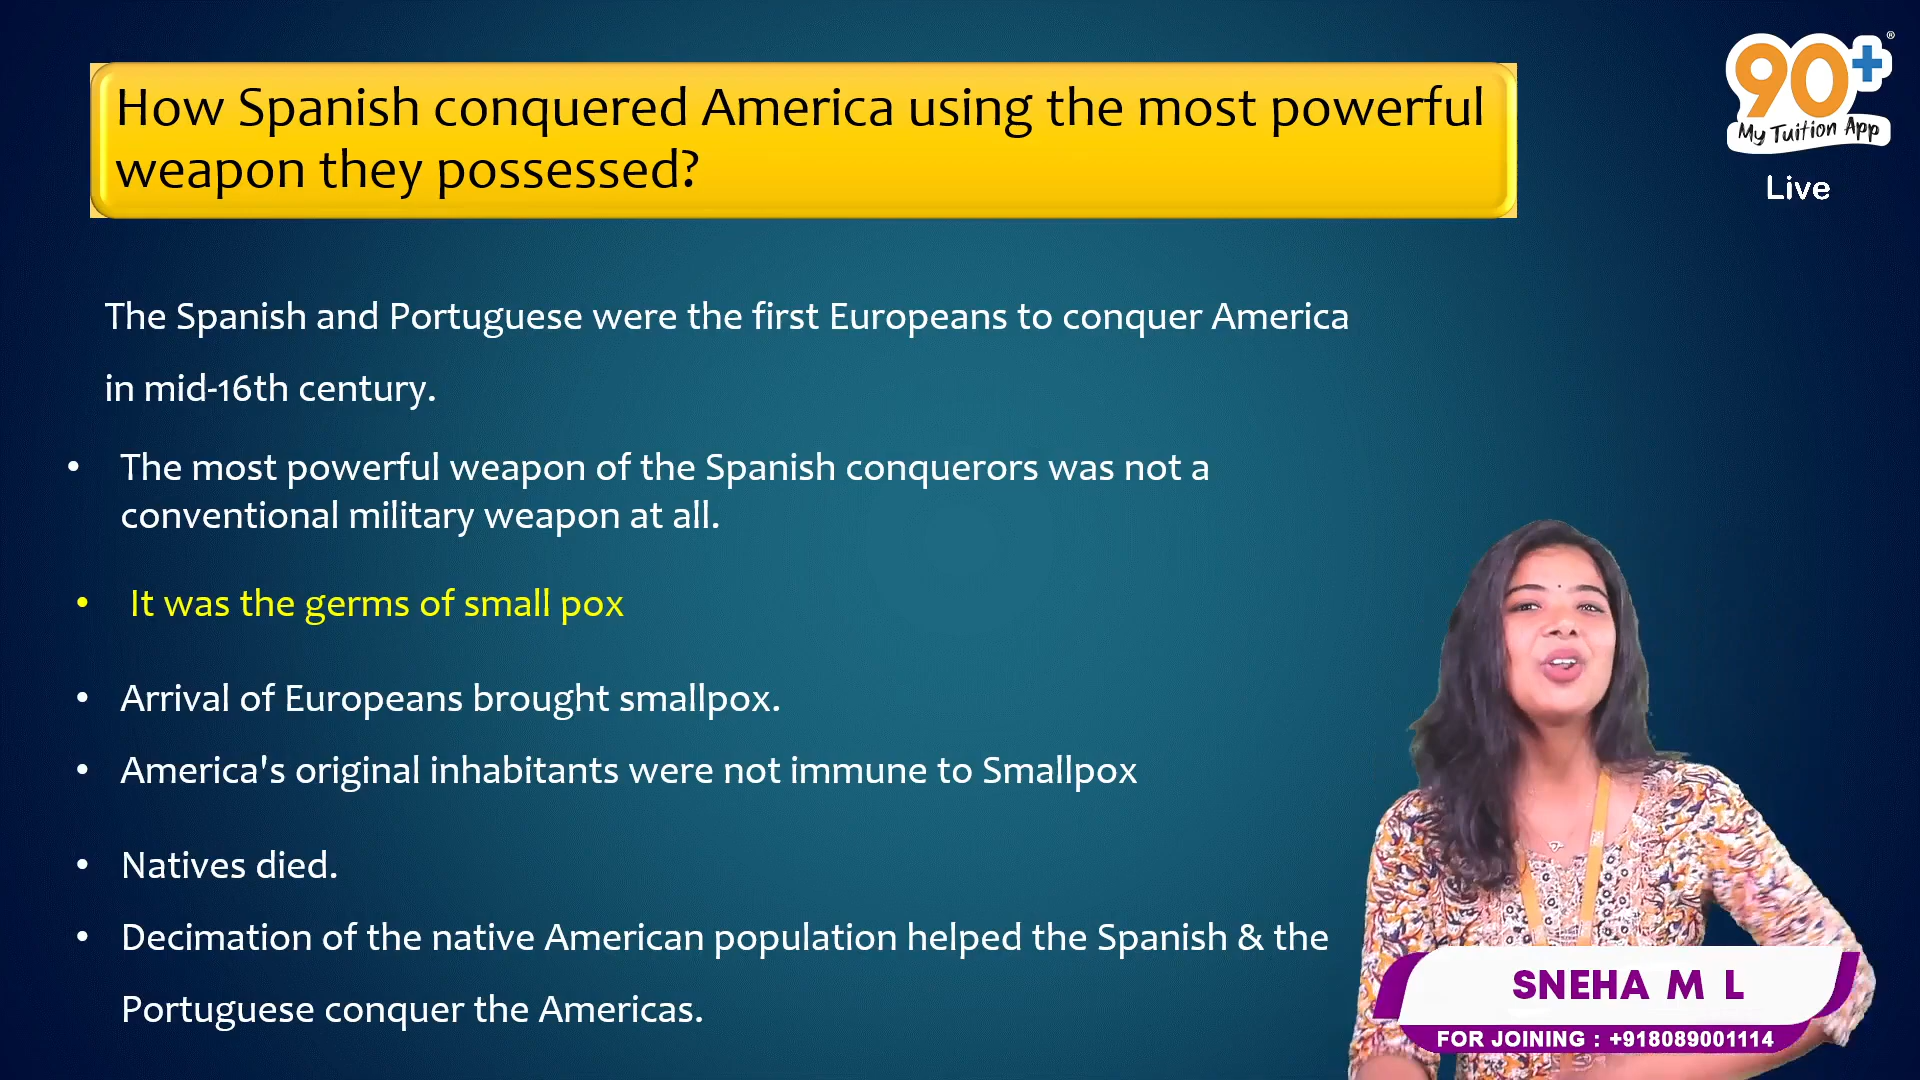 How Spanish conquered America using the most powerful
weapon they possessed?
90+
®
My Tuition App
Live
The Spanish and Portuguese were the first Europeans to conquer America
in mid-16th century.
• The most powerful weapon of the Spanish conquerors was not a
conventional military weapon at all.
• It was the germs of small pox
• Arrival of Europeans brought smallpox.
• America's original inhabitants were not immune to Smallpox
• Natives died.
• Decimation of the native American population helped the Spanish & the
Portuguese conquer the Americas.
SNEHA M L
FOR JOINING : +918089001114